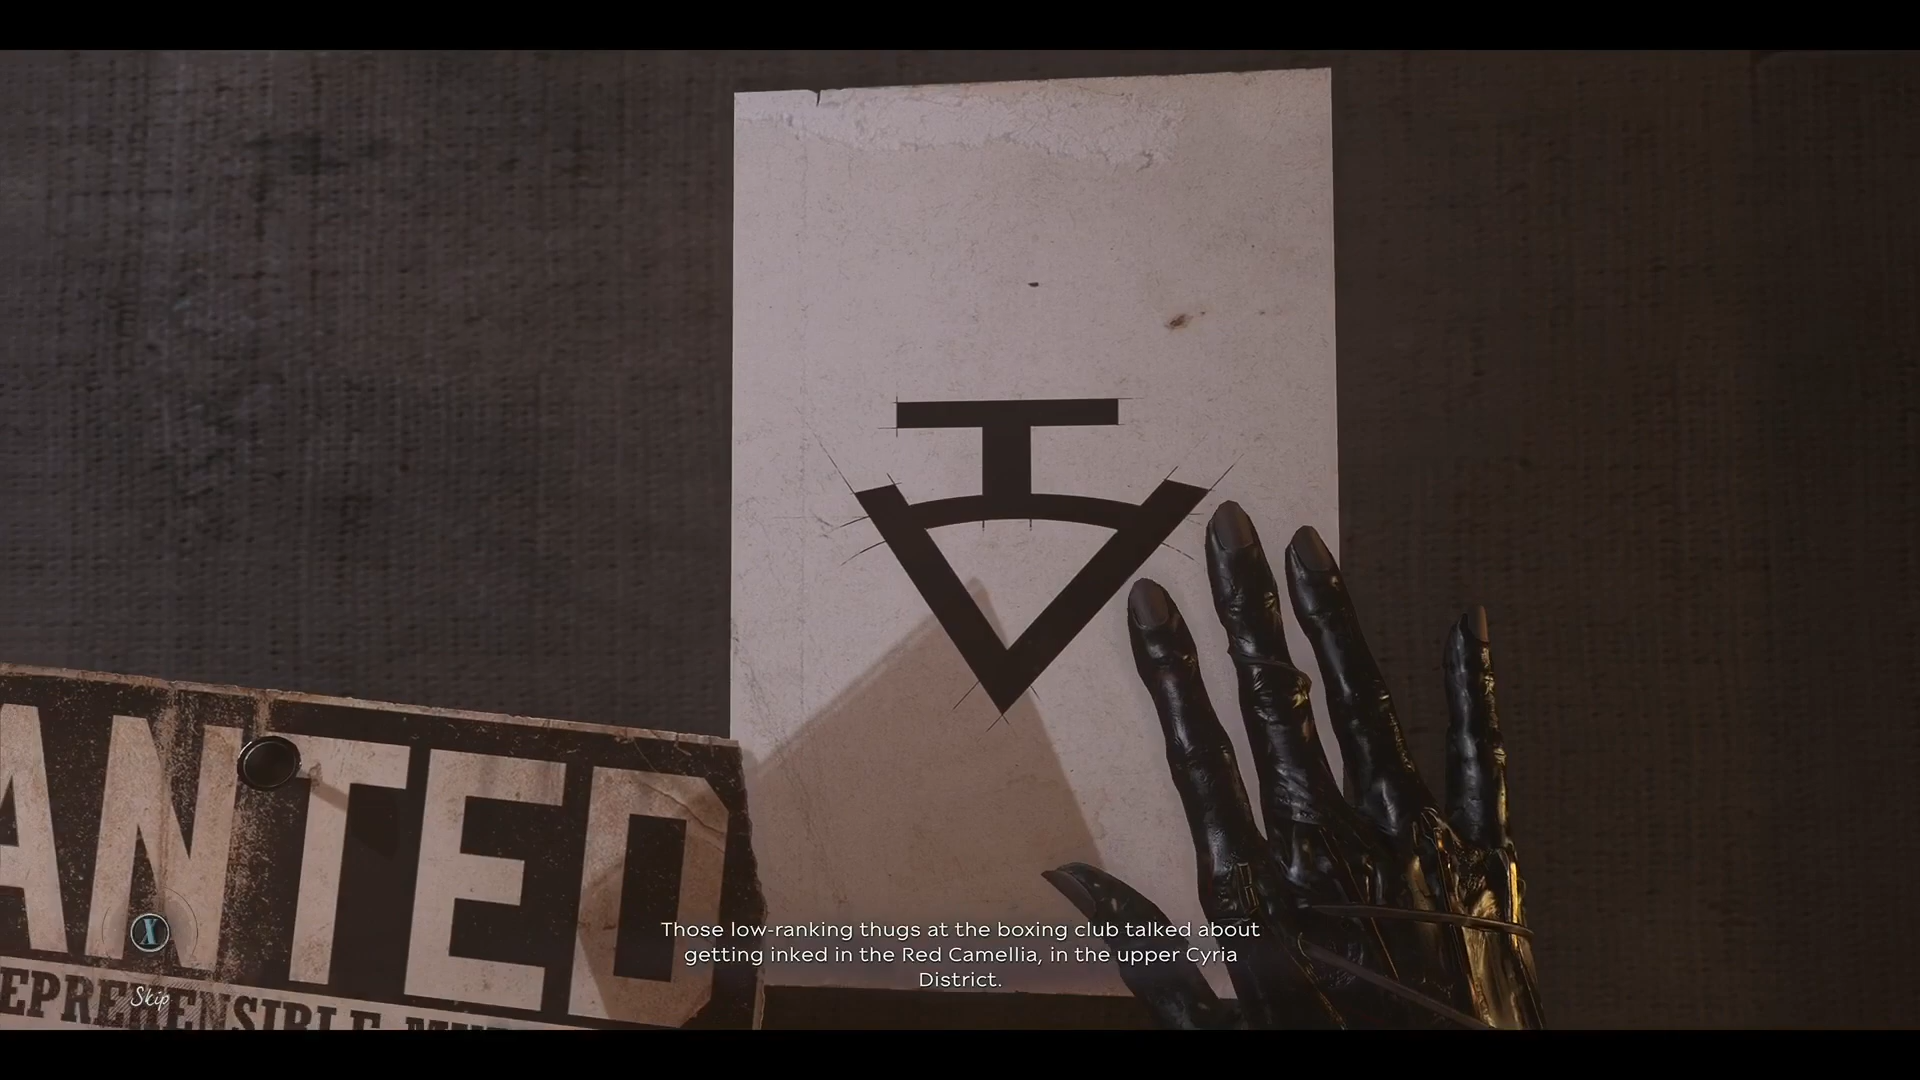 ANTED
EPREHENSIBLE
X
Skip
Those low-ranking thugs at the boxing club talked about
getting inked in the Red Camellia, in the upper Cyria
District.